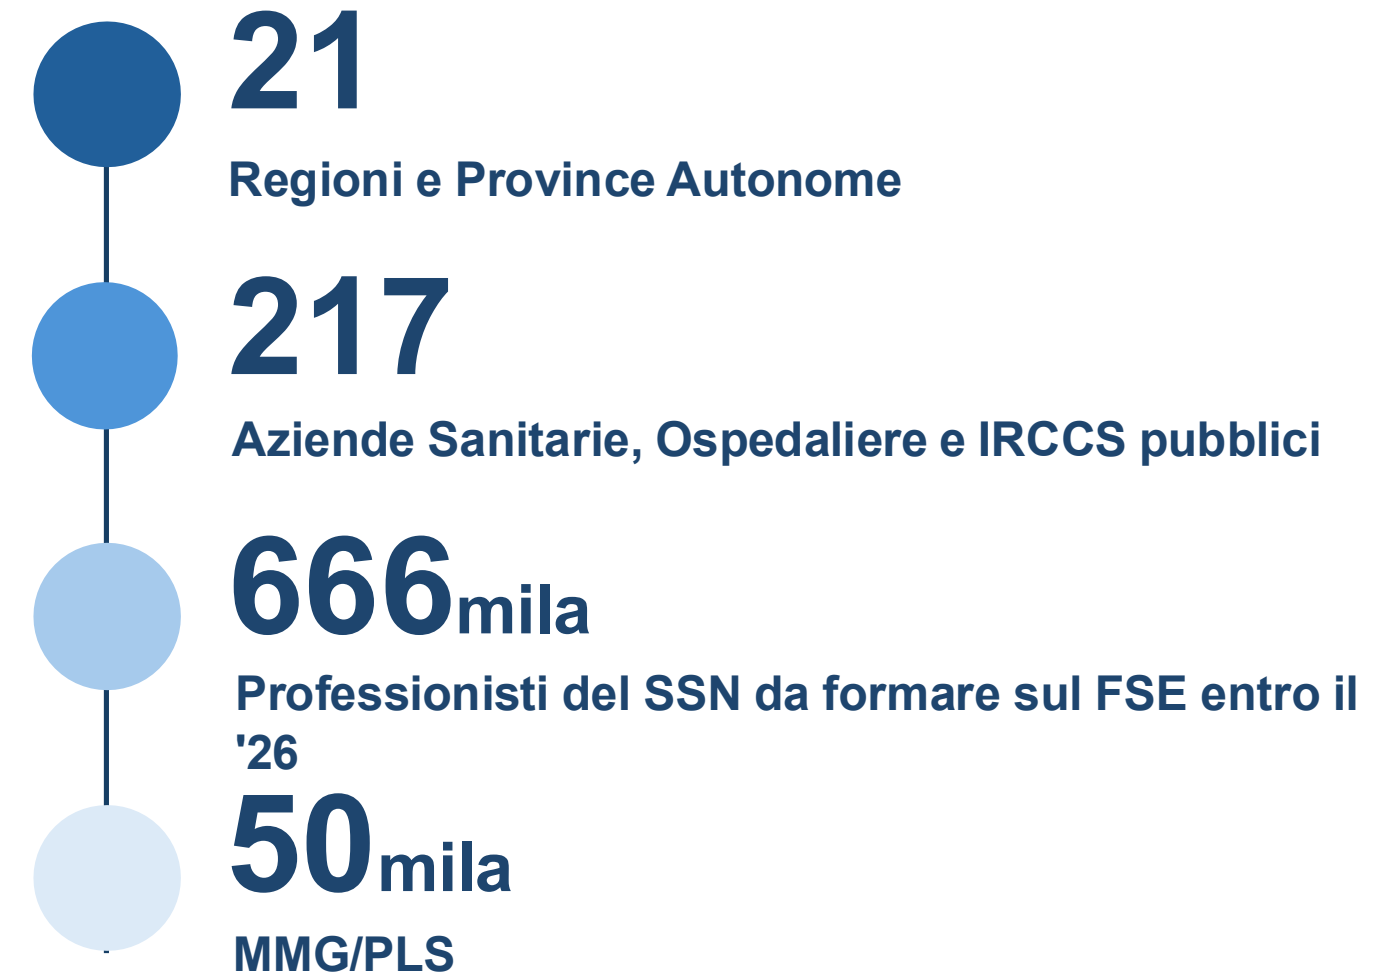 21
Regioni e Province Autonome
217
Aziende Sanitarie, Ospedaliere e IRCCS pubblici
666mila
Professionisti del SSN da formare sul FSE entro il
'26
50mila
MMG/PLS